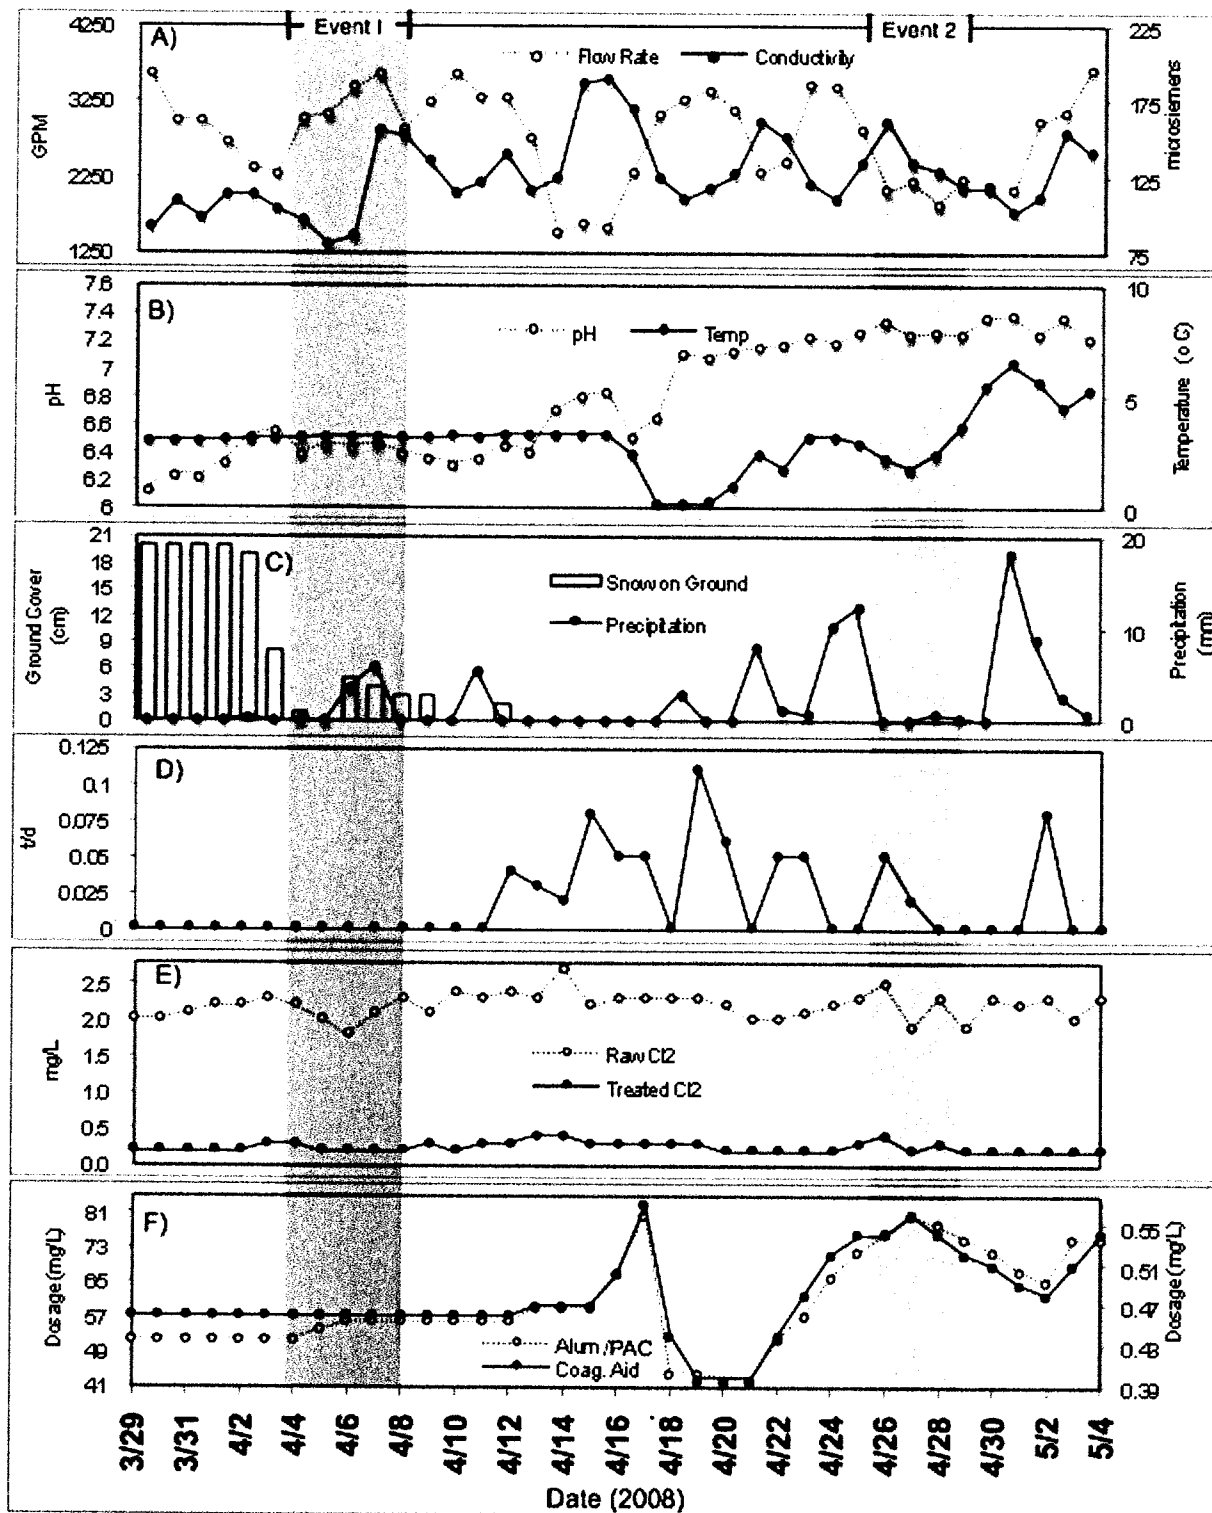 Event 1
Event 2
A)
Flow Rate
Conductivity
GPM
4250
3250
2250
1250
microsiemens
225
175
125
75
B)
pH
Temp
pH
7.6
7.4
7.2
7
6.8
6.6
6.4
6.2
6
Temperature (o C)
10
5
0
C)
Snow on Ground
Precipitation
Ground Cover
(cm)
21
18
15
12
9
6
3
0
Precipitation
(mm)
20
10
0
D)
t/d
0.125
0.1
0.075
0.05
0.025
0
E)
Raw Cl2
Treated Cl2
mg/L
2.5
2.0
1.5
1.0
0.5
0.0
F)
Alum/PAC
Coag. Aid
Dosage (mg/L)
81
73
65
57
49
41
Dosage (mg/L)
0.55
0.51
0.47
0.43
0.39
3/29
3/31
4/2
4/4
4/6
4/8
4/10
4/12
4/14
4/16
4/18
4/20
4/22
4/24
4/26
4/28
4/30
5/2
5/4
Date (2008)